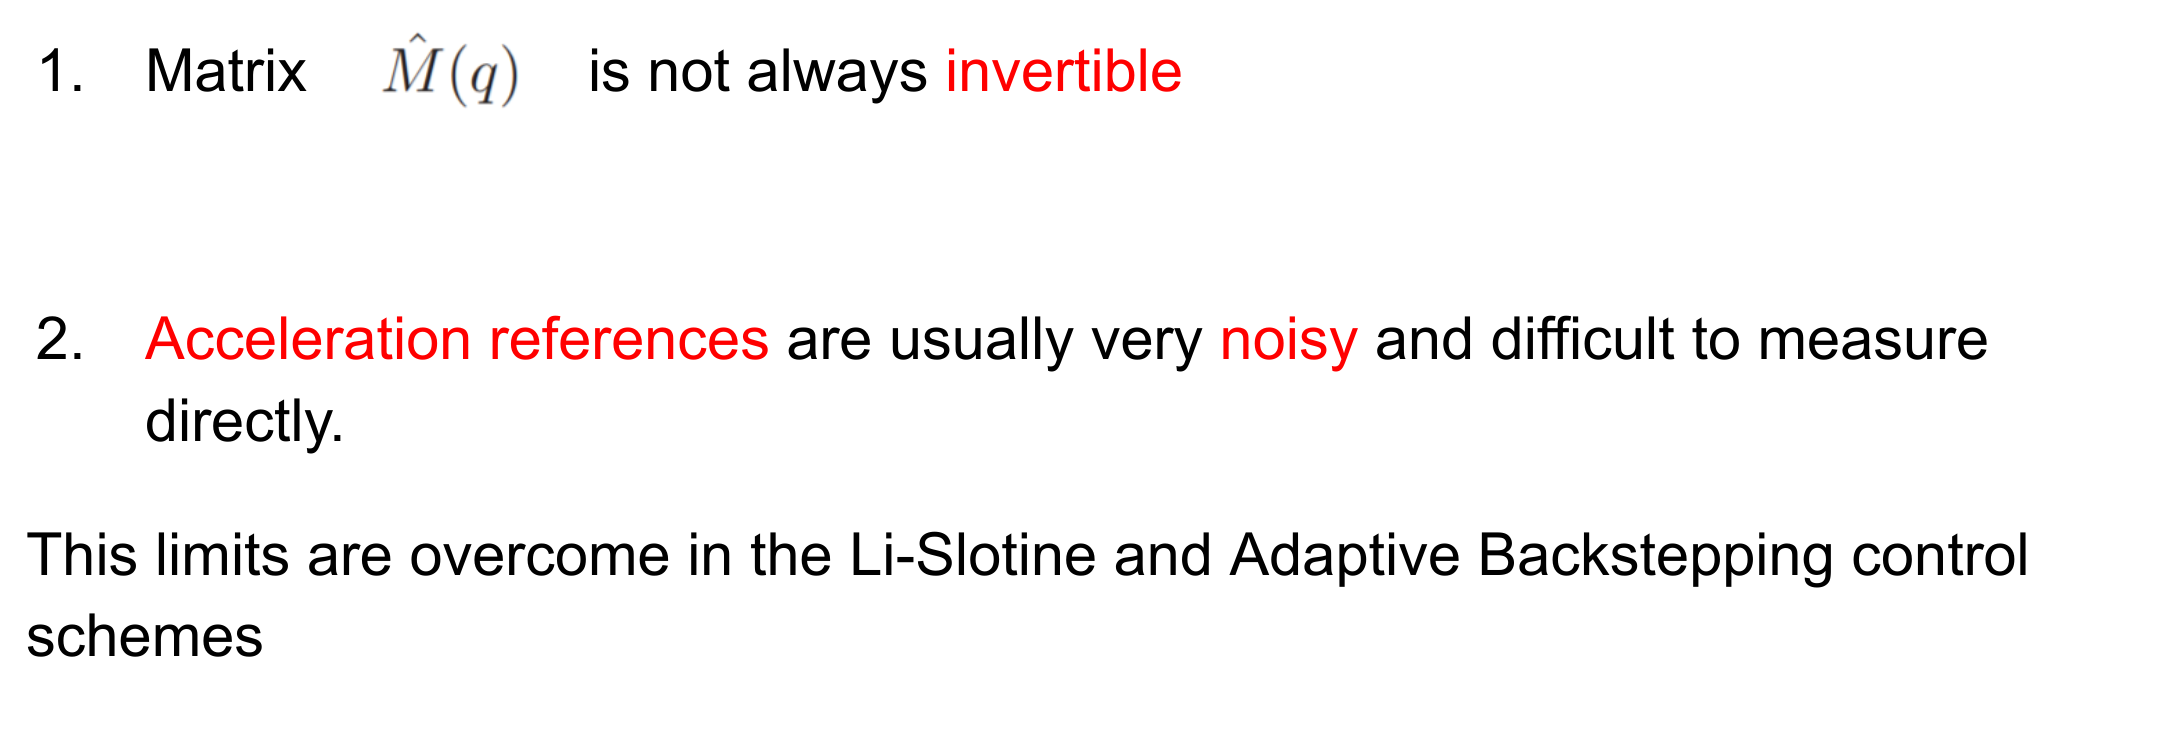 1. Matrix M̂(q) is not always invertible
2. Acceleration references are usually very noisy and difficult to measure
directly.
This limits are overcome in the Li-Slotine and Adaptive Backstepping control
schemes